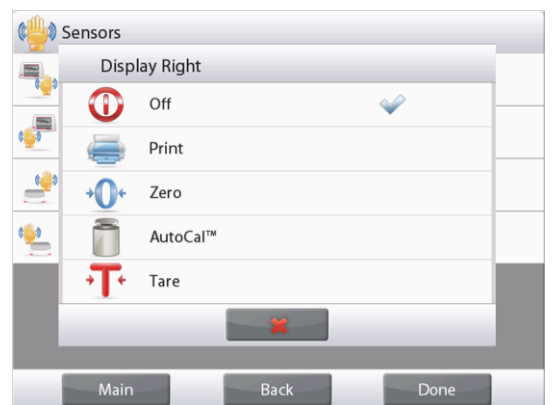 Sensors
Display Right
Off
Print
Zero
AutoCal™
Tare
Main Back Done